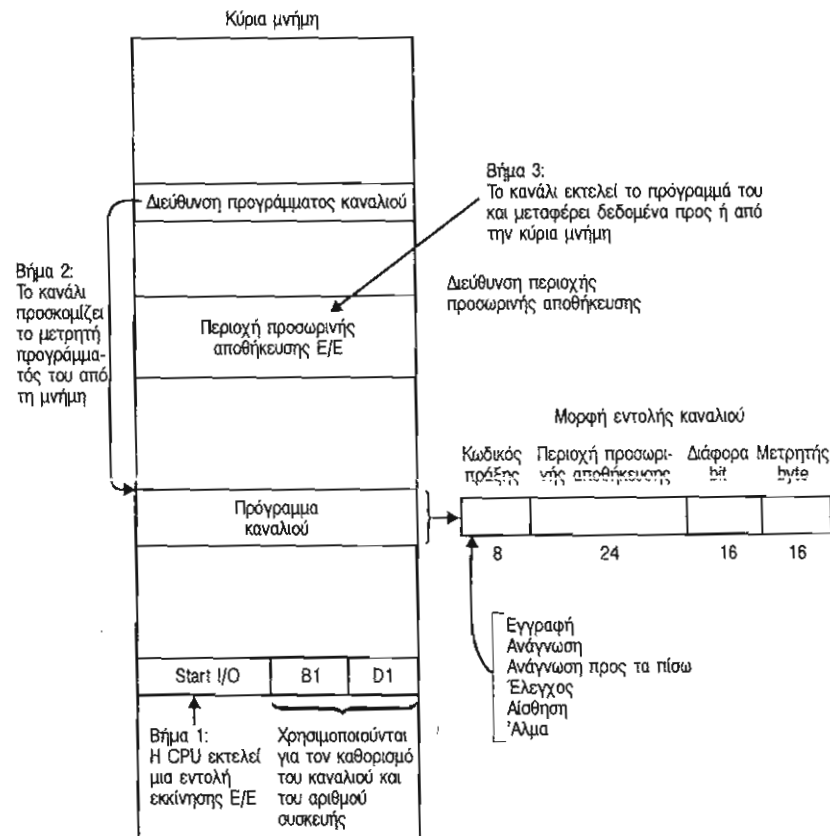 Κύρια μνήμη
Διεύθυνση προγράμματος καναλιού
Βήμα 3:
Το κανάλι εκτελεί το πρόγραμμά του
και μεταφέρει δεδομένα προς ή από
την κύρια μνήμη
Βήμα 2:
Το κανάλι
προσκομίζει
το μετρητή
προγράμμα-
τός του από
τη μνήμη
Περιοχή προσωρινής
αποθήκευσης Ε/Ε
Διεύθυνση περιοχής
προσωρινής αποθήκευσης
Μορφή εντολής καναλιού
Κωδικός πράξης
Περιοχή προσωρι-
νής αποθήκευσης
Διάφορα bit
Μετρητής byte
Πρόγραμμα
καναλιού
8 24 16 16
Εγγραφή
Ανάγνωση
Ανάγνωση προς τα πίσω
Έλεγχος
Αίσθηση
Άλμα
Start I/O B1 D1
Βήμα 1:
Η CPU εκτελεί
μια εντολή
εκκίνησης Ε/Ε
Χρησιμοποιούνται
για τον καθορισμό
του καναλιού και
του αριθμού
συσκευής